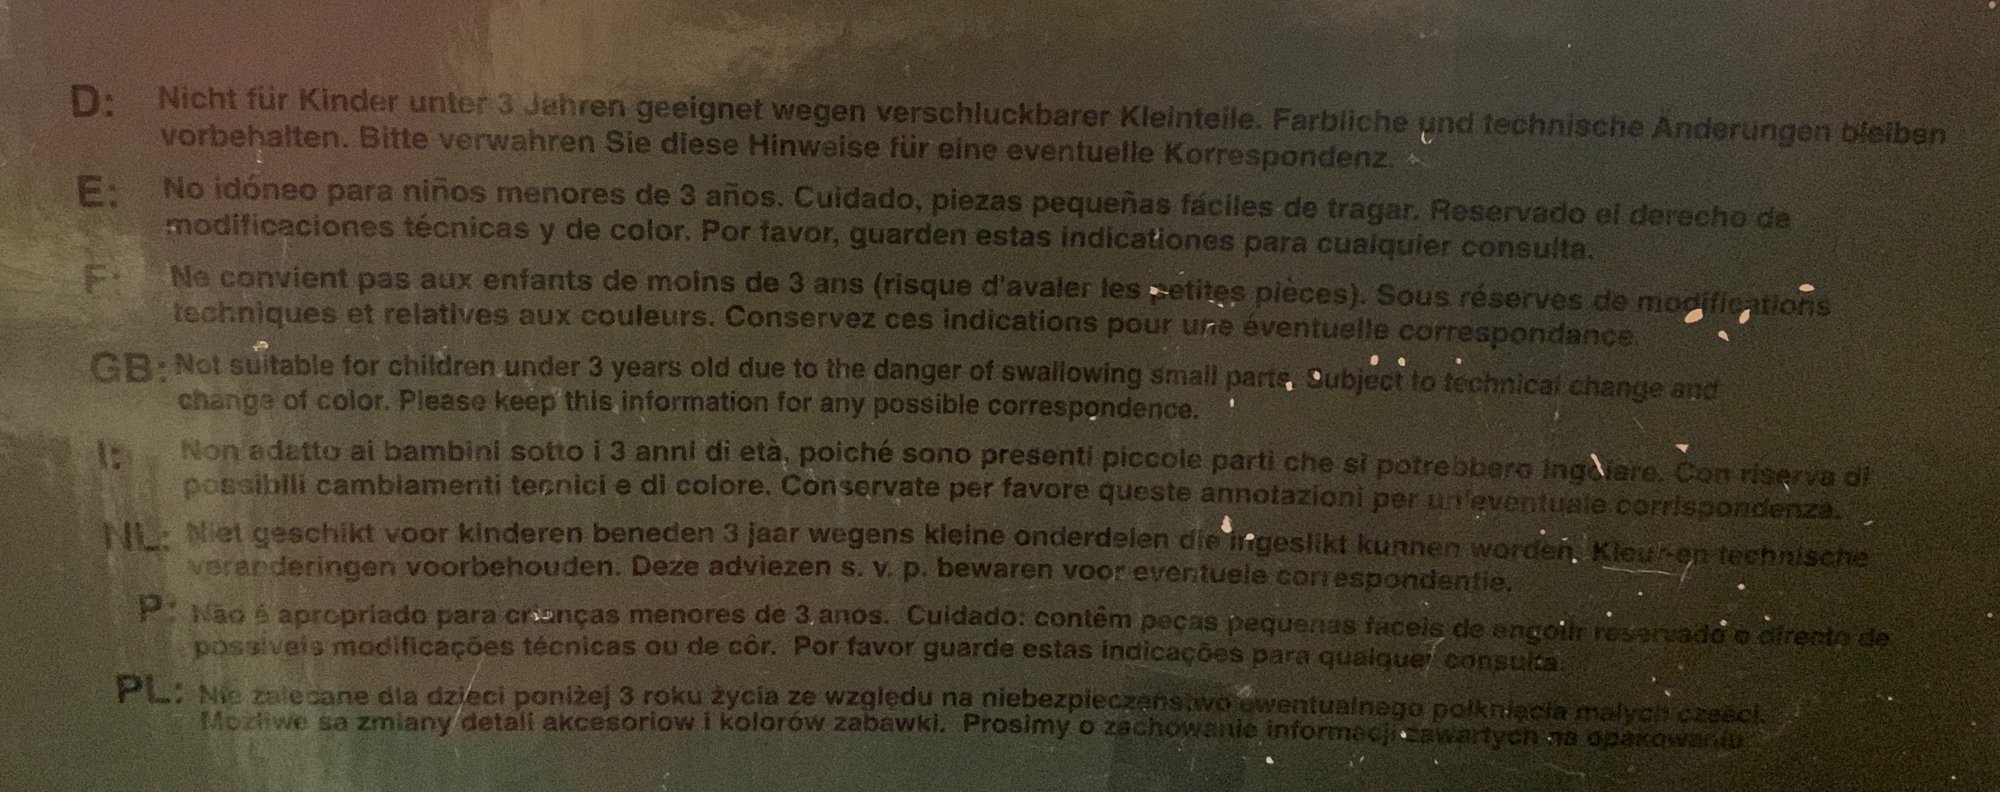 D: Nicht für Kinder unter 3 Jahren geeignet wegen verschluckbarer Kleinteile. Farbliche und technische Änderungen bleiben
vorbehalten. Bitte verwahren Sie diese Hinweise für eine eventuelle Korrespondenz.
E: No idóneo para niños menores de 3 años. Cuidado, piezas pequeñas fáciles de tragar. Reservado el derecho de
modificaciones técnicas y de color. Por favor, guarden estas indicationes para cualquier consulta.
F: Ne convient pas aux enfants de moins de 3 ans (risque d'avaler les petites pièces). Sous réserves de modifications
techniques et relatives aux couleurs. Conservez ces indications pour une éventuelle correspondance.
GB: Not suitable for children under 3 years old due to the danger of swallowing small parts. Subject to technical change and
change of color. Please keep this information for any possible correspondence.
I: Non adatto ai bambini sotto i 3 anni di età, poiché sono presenti piccole parti che si potrebbero ingoiare. Con riserva di
possibili cambiamenti tecnici e di colore. Conservate per favore queste annotazioni per un'eventuale corrispondenza.
NL: Niet geschikt voor kinderen beneden 3 jaar wegens kleine onderdelen die ingeslikt kunnen worden. Kleur-en technische
veranderingen voorbehouden. Deze adviezen s. v. p. bewaren voor eventuele correspondentie.
P: Não é apropriado para crianças menores de 3 anos. Cuidado: contêm peças pequenas faceis de engolir reservado o directo de
possiveis modificações técnicas ou de côr. Por favor guarde estas indicações para qualquer consulta.
PL: Nie zalecane dla dzieci poniżej 3 roku życia ze względu na niebezpieczenstwo ewentualnego polknięcia malych cześci.
Mozliwe sa zmiany detali akcesoriow i kolorów zabawki. Prosimy o zachowanie informacji zawartych na opakowaniu